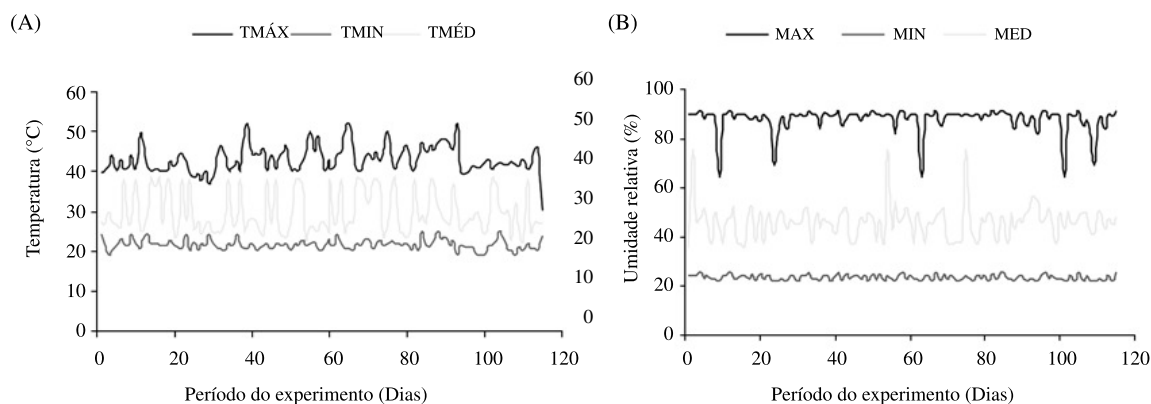 (A)
TMÁX TMIN TMÉD
Temperatura (°C)
60
50
40
30
20
10
0
0 20 40 60 80 100 120
Período do experimento (Dias)
60
50
40
30
20
10
0
(B)
MAX MIN MED
Umidade relativa (%)
100
80
60
40
20
0
0 20 40 60 80 100 120
Período do experimento (Dias)